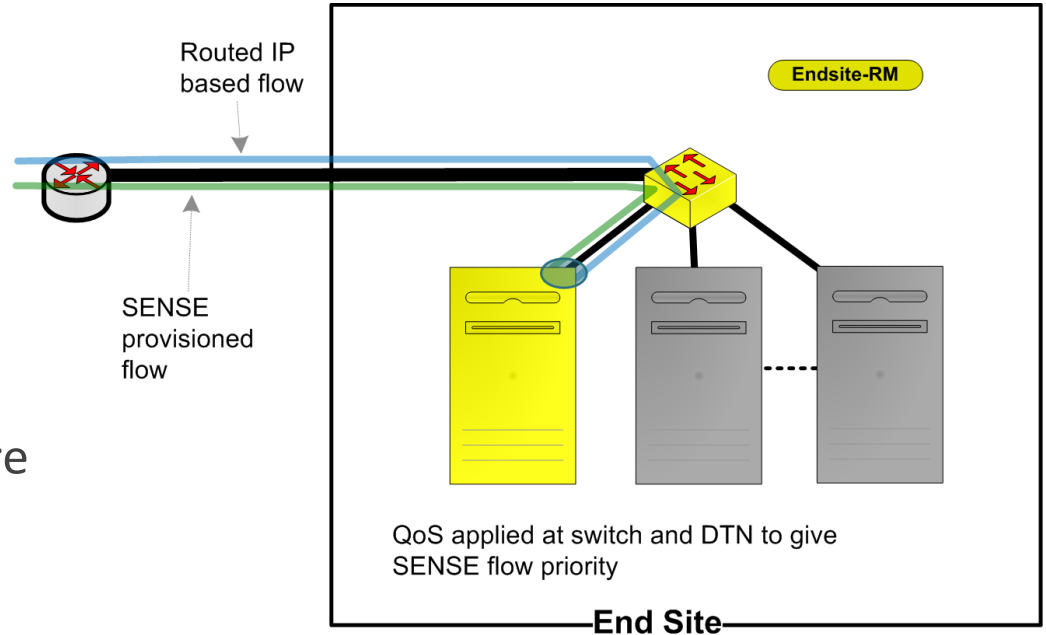 Routed IP
based flow
Endsite-RM
SENSE
provisioned
flow
QoS applied at switch and DTN to give
SENSE flow priority
End Site